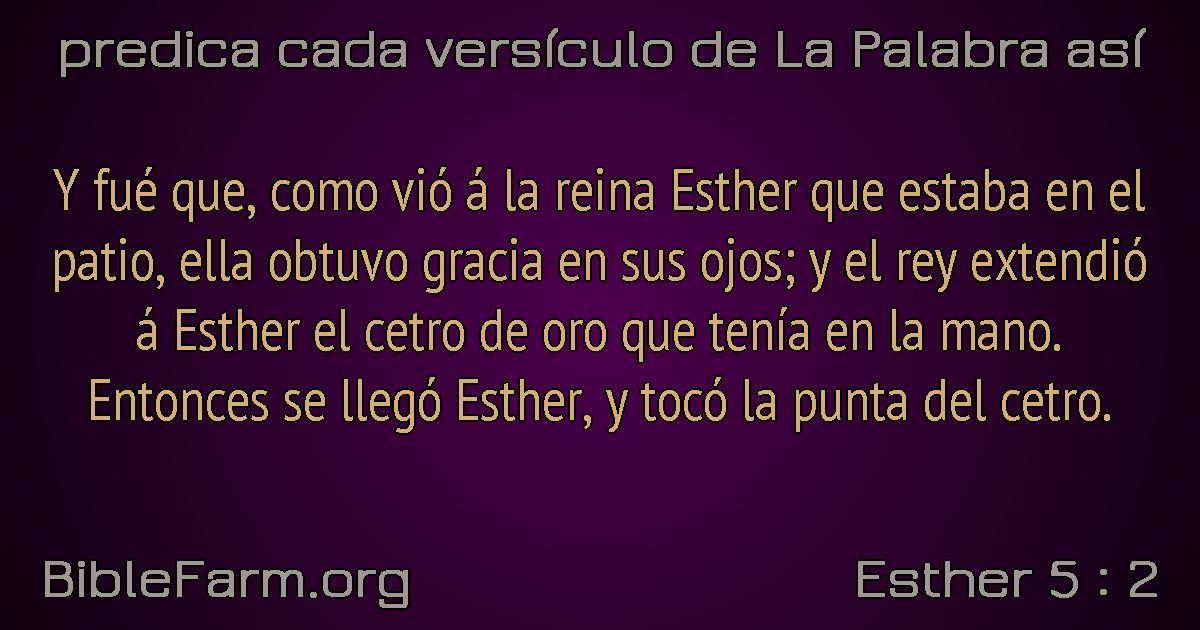 predica cada versículo de La Palabra así
Y fué que, como vió á la reina Esther que estaba en el
patio, ella obtuvo gracia en sus ojos; y el rey extendió
á Esther el cetro de oro que tenía en la mano.
Entonces se llegó Esther, y tocó la punta del cetro.
BibleFarm.org
Esther 5 : 2